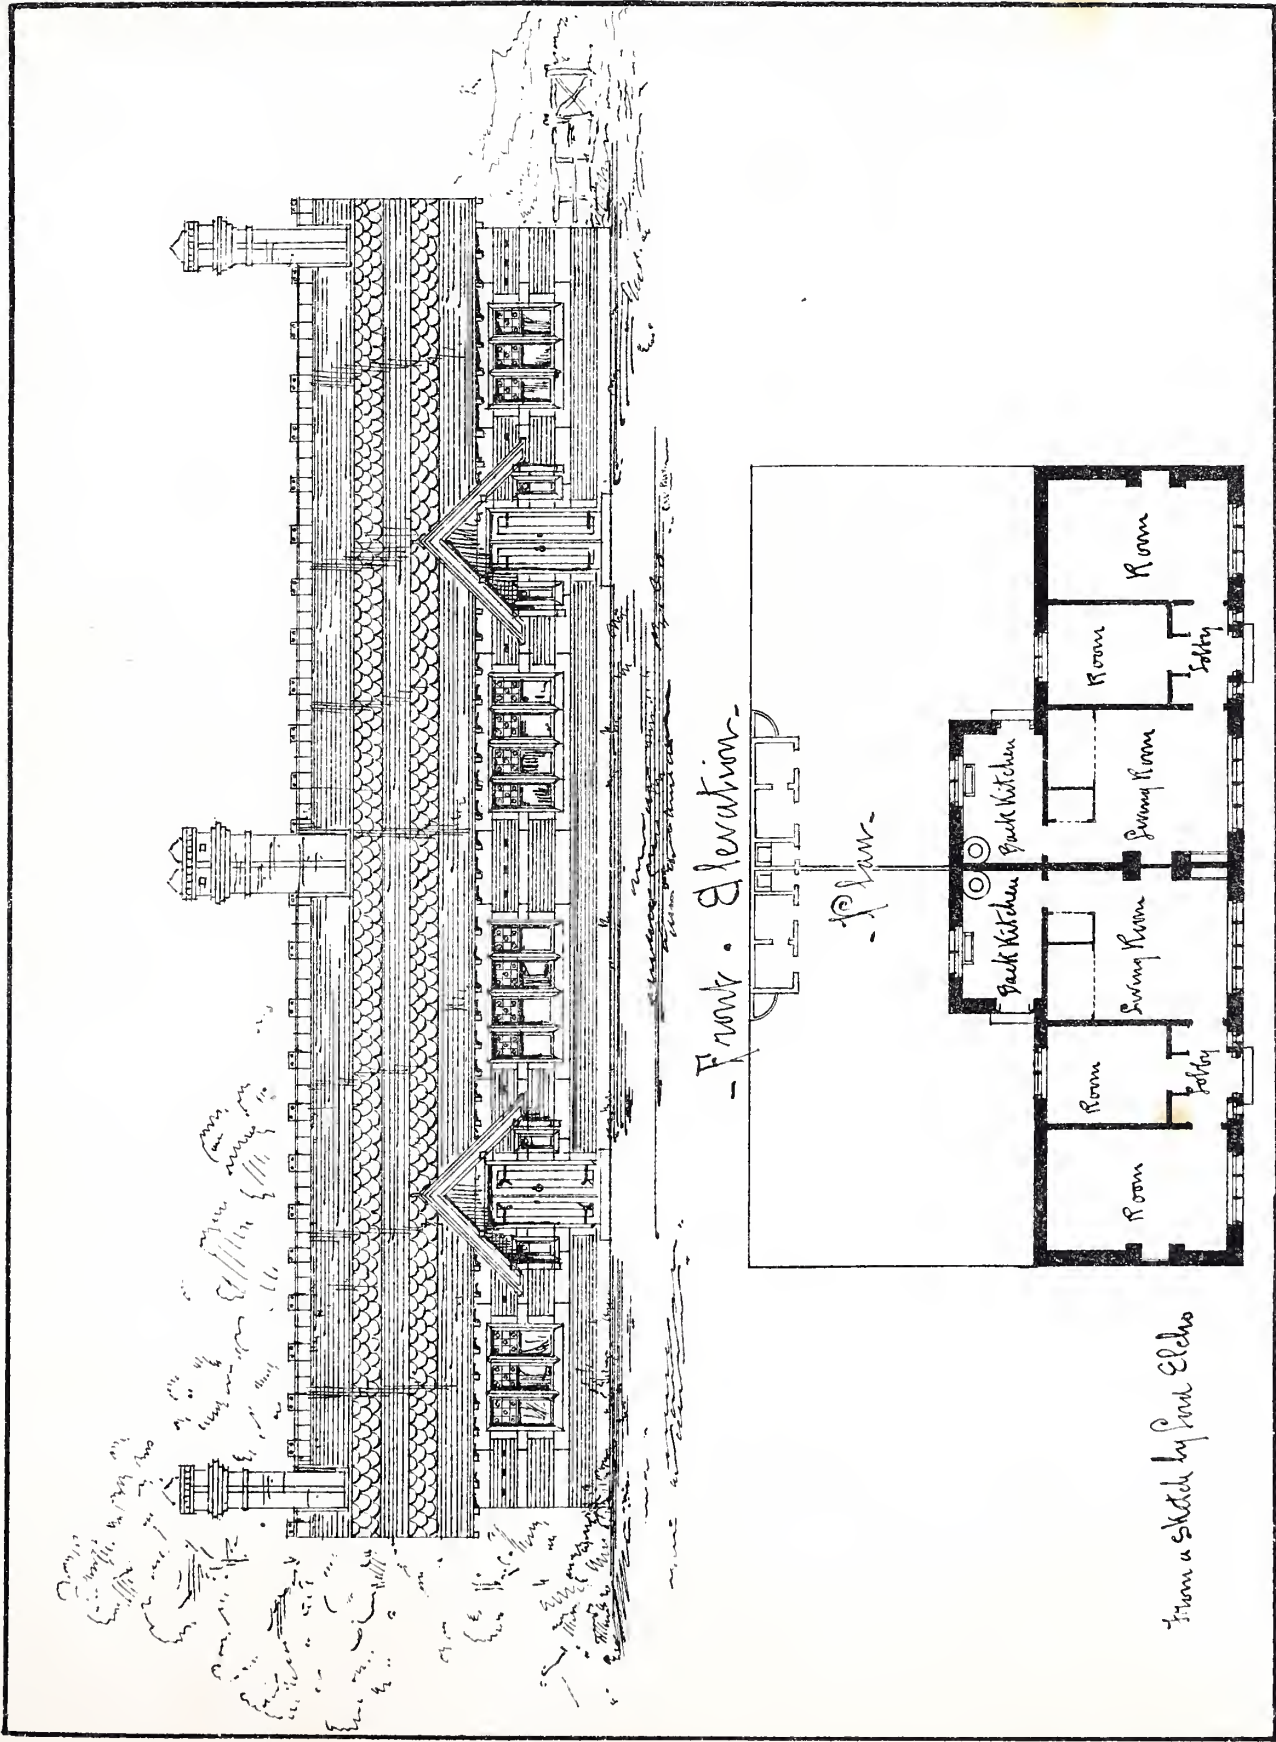 - Front. Elevation. -
- Plan. -
Back Kitchen
Back Kitchen
Room
Room
Living Room
Living Room
Room
Room
Lobby
Lobby
From a Sketch by Lord Elcho